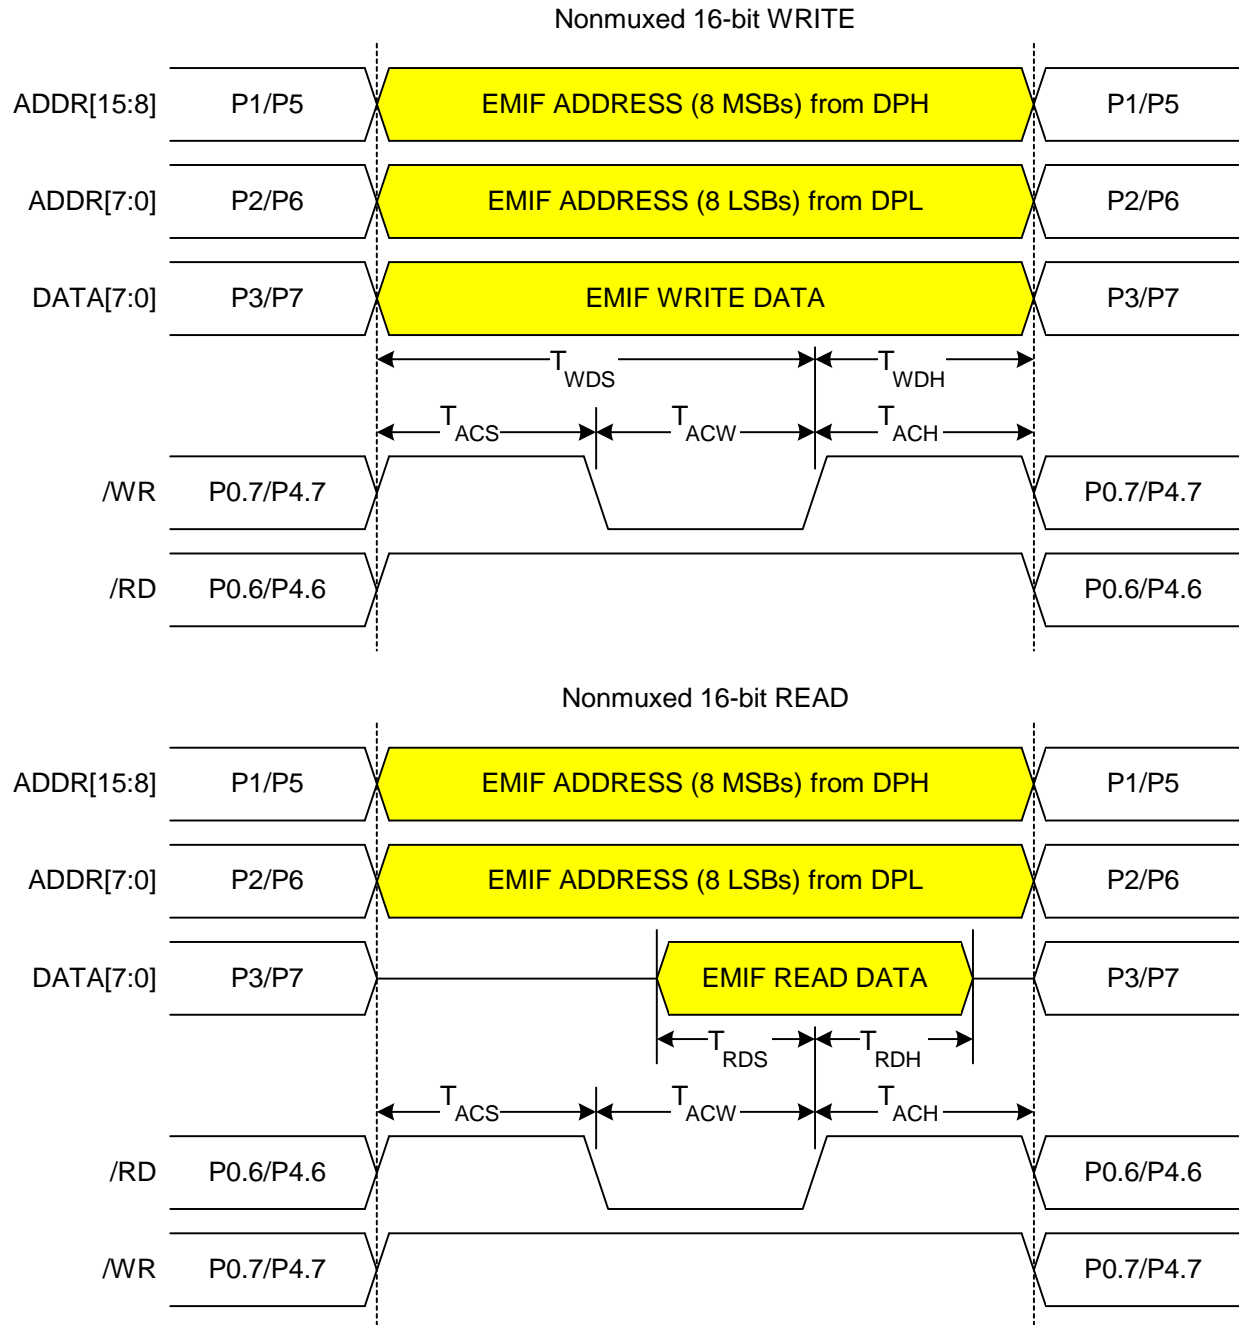 Nonmuxed 16-bit WRITE
ADDR[15:8] P1/P5 EMIF ADDRESS (8 MSBs) from DPH P1/P5
ADDR[7:0] P2/P6 EMIF ADDRESS (8 LSBs) from DPL P2/P6
DATA[7:0] P3/P7 EMIF WRITE DATA P3/P7
TWDS TWDH
TACS TACW TACH
/WR P0.7/P4.7 P0.7/P4.7
/RD P0.6/P4.6 P0.6/P4.6
Nonmuxed 16-bit READ
ADDR[15:8] P1/P5 EMIF ADDRESS (8 MSBs) from DPH P1/P5
ADDR[7:0] P2/P6 EMIF ADDRESS (8 LSBs) from DPL P2/P6
DATA[7:0] P3/P7 EMIF READ DATA P3/P7
TRDS TRDH
TACS TACW TACH
/RD P0.6/P4.6 P0.6/P4.6
/WR P0.7/P4.7 P0.7/P4.7